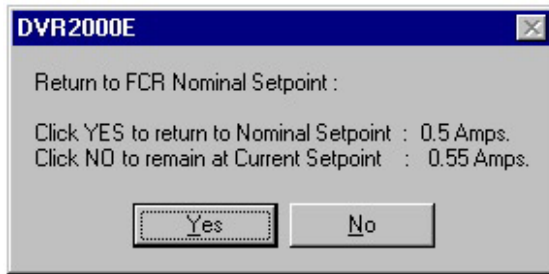 DVR2000E
Return to FCR Nominal Setpoint :
Click YES to return to Nominal Setpoint : 0.5 Amps.
Click NO to remain at Current Setpoint : 0.55 Amps.
Yes No